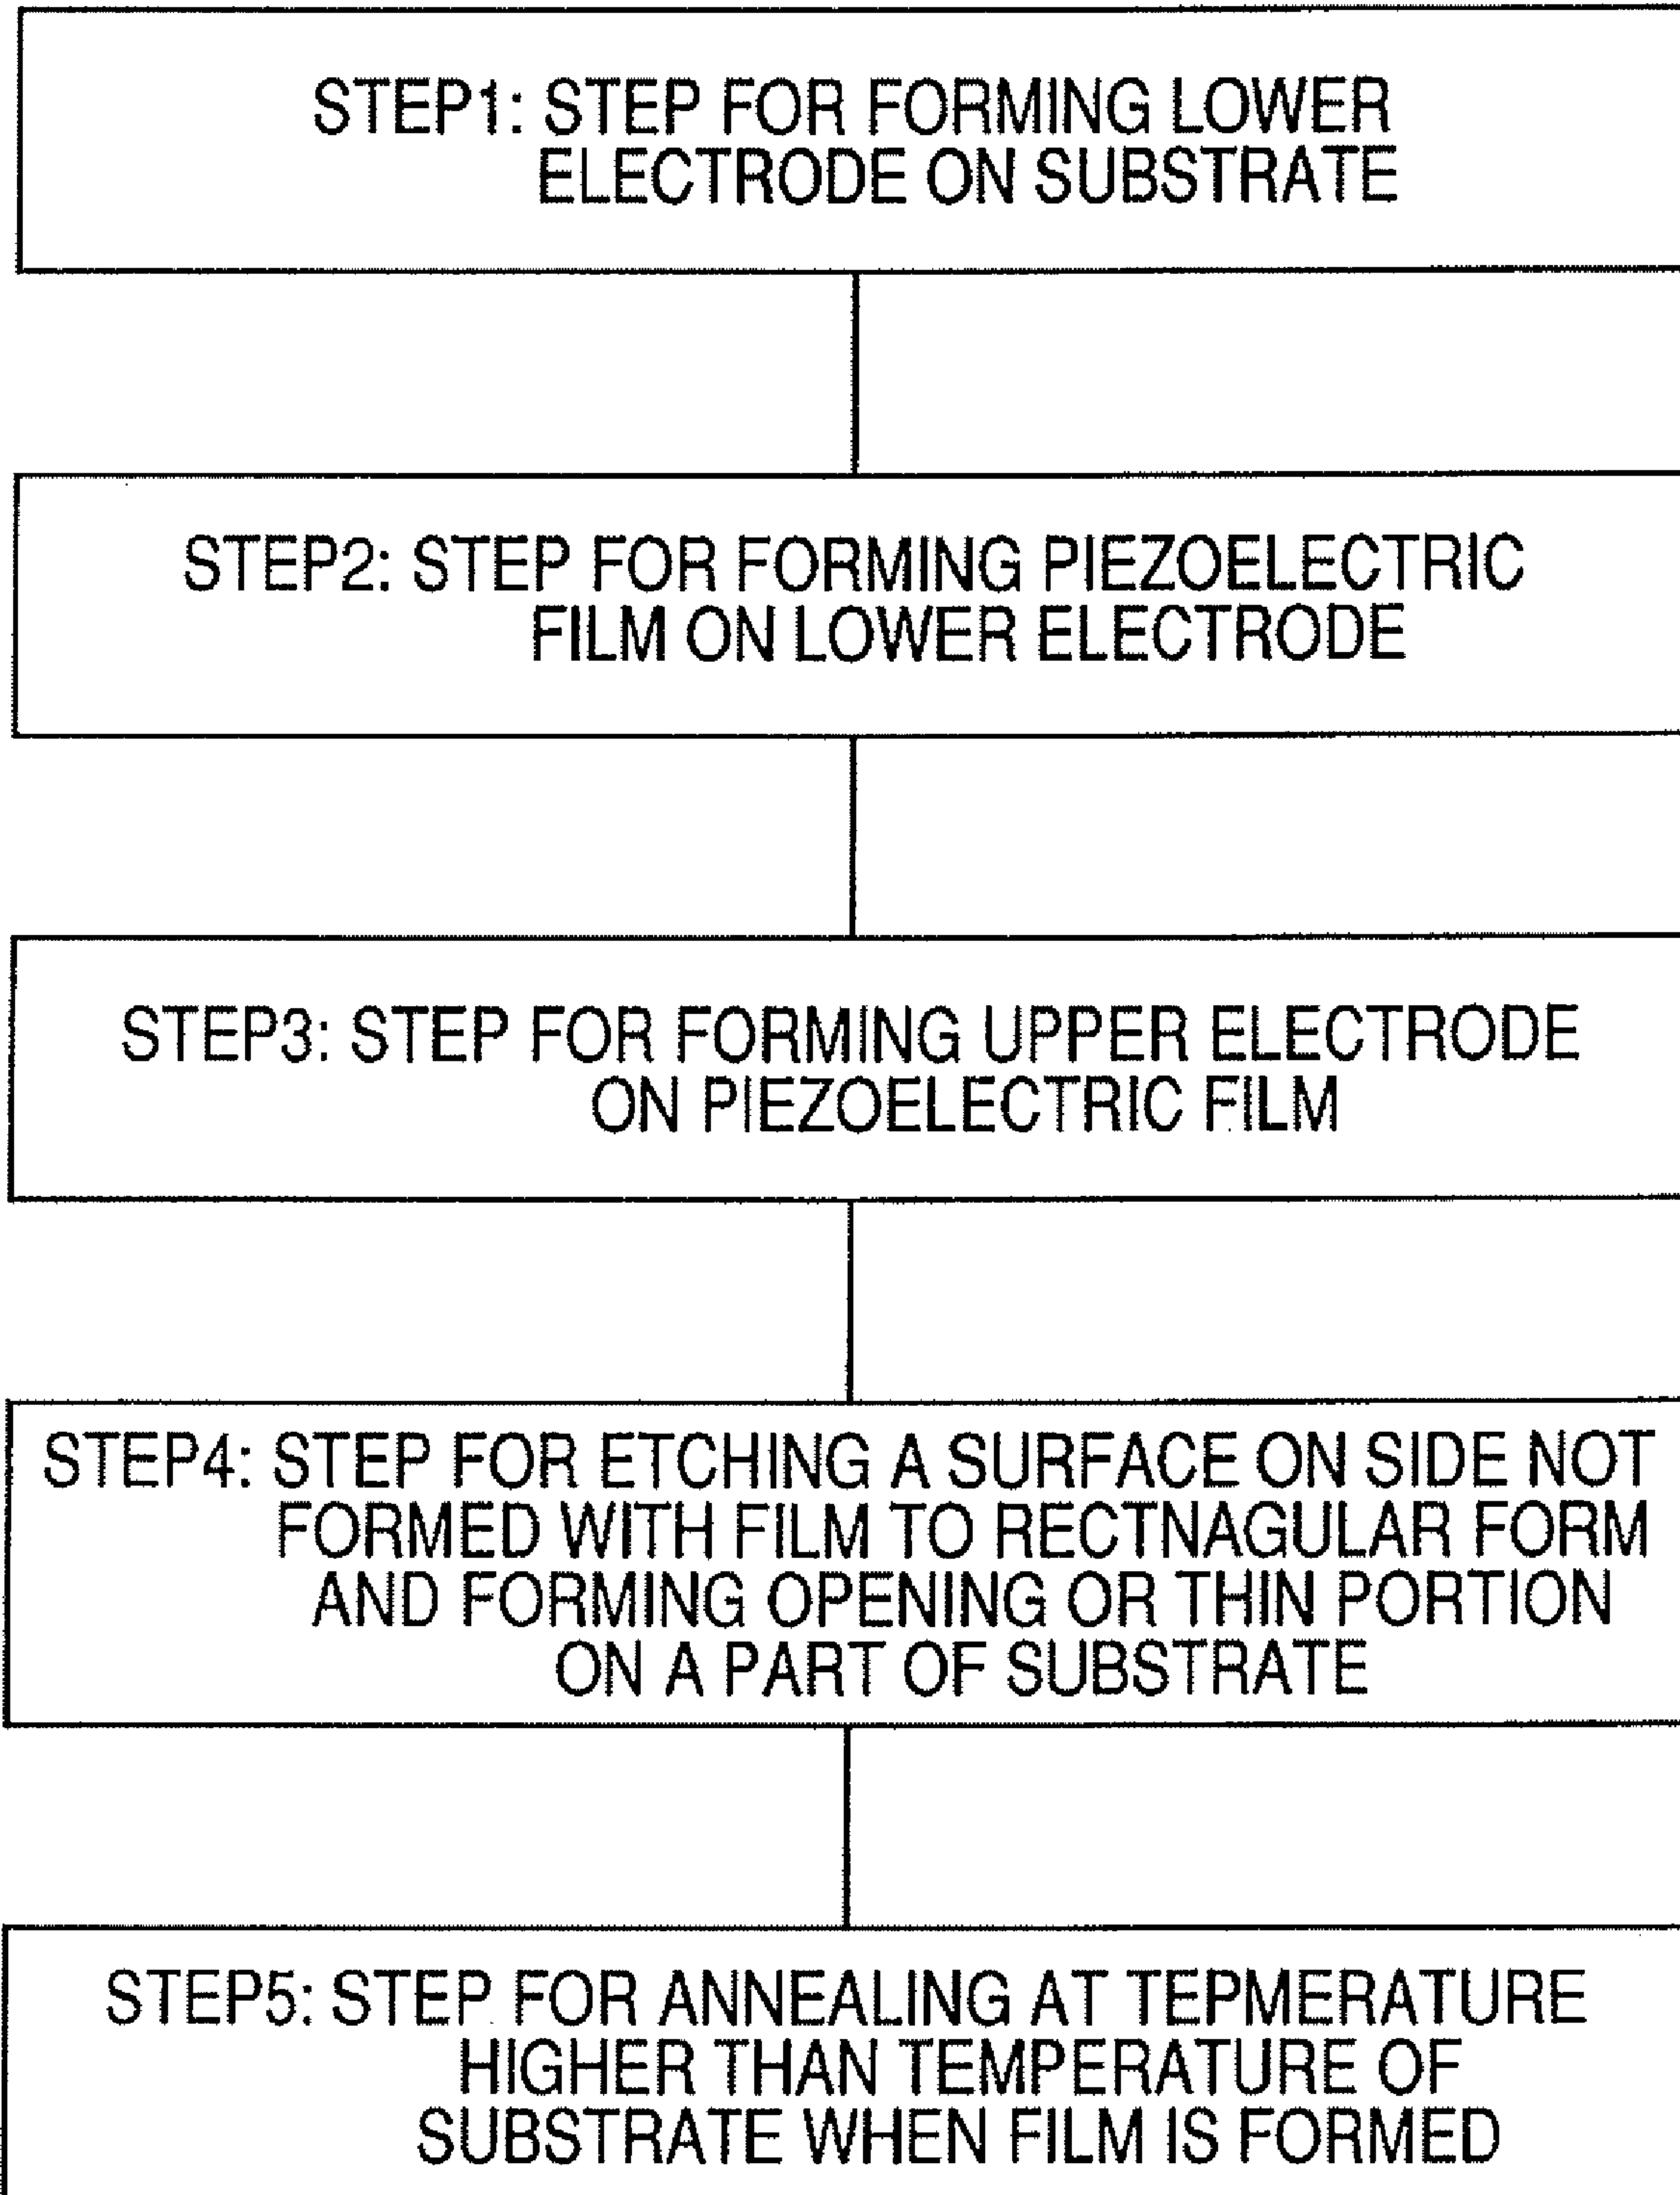 STEP1: STEP FOR FORMING LOWER
ELECTRODE ON SUBSTRATE
STEP2: STEP FOR FORMING PIEZOELECTRIC
FILM ON LOWER ELECTRODE
STEP3: STEP FOR FORMING UPPER ELECTRODE
ON PIEZOELECTRIC FILM
STEP4: STEP FOR ETCHING A SURFACE ON SIDE NOT
FORMED WITH FILM TO RECTNAGULAR FORM
AND FORMING OPENING OR THIN PORTION
ON A PART OF SUBSTRATE
STEP5: STEP FOR ANNEALING AT TEPMERATURE
HIGHER THAN TEMPERATURE OF
SUBSTRATE WHEN FILM IS FORMED